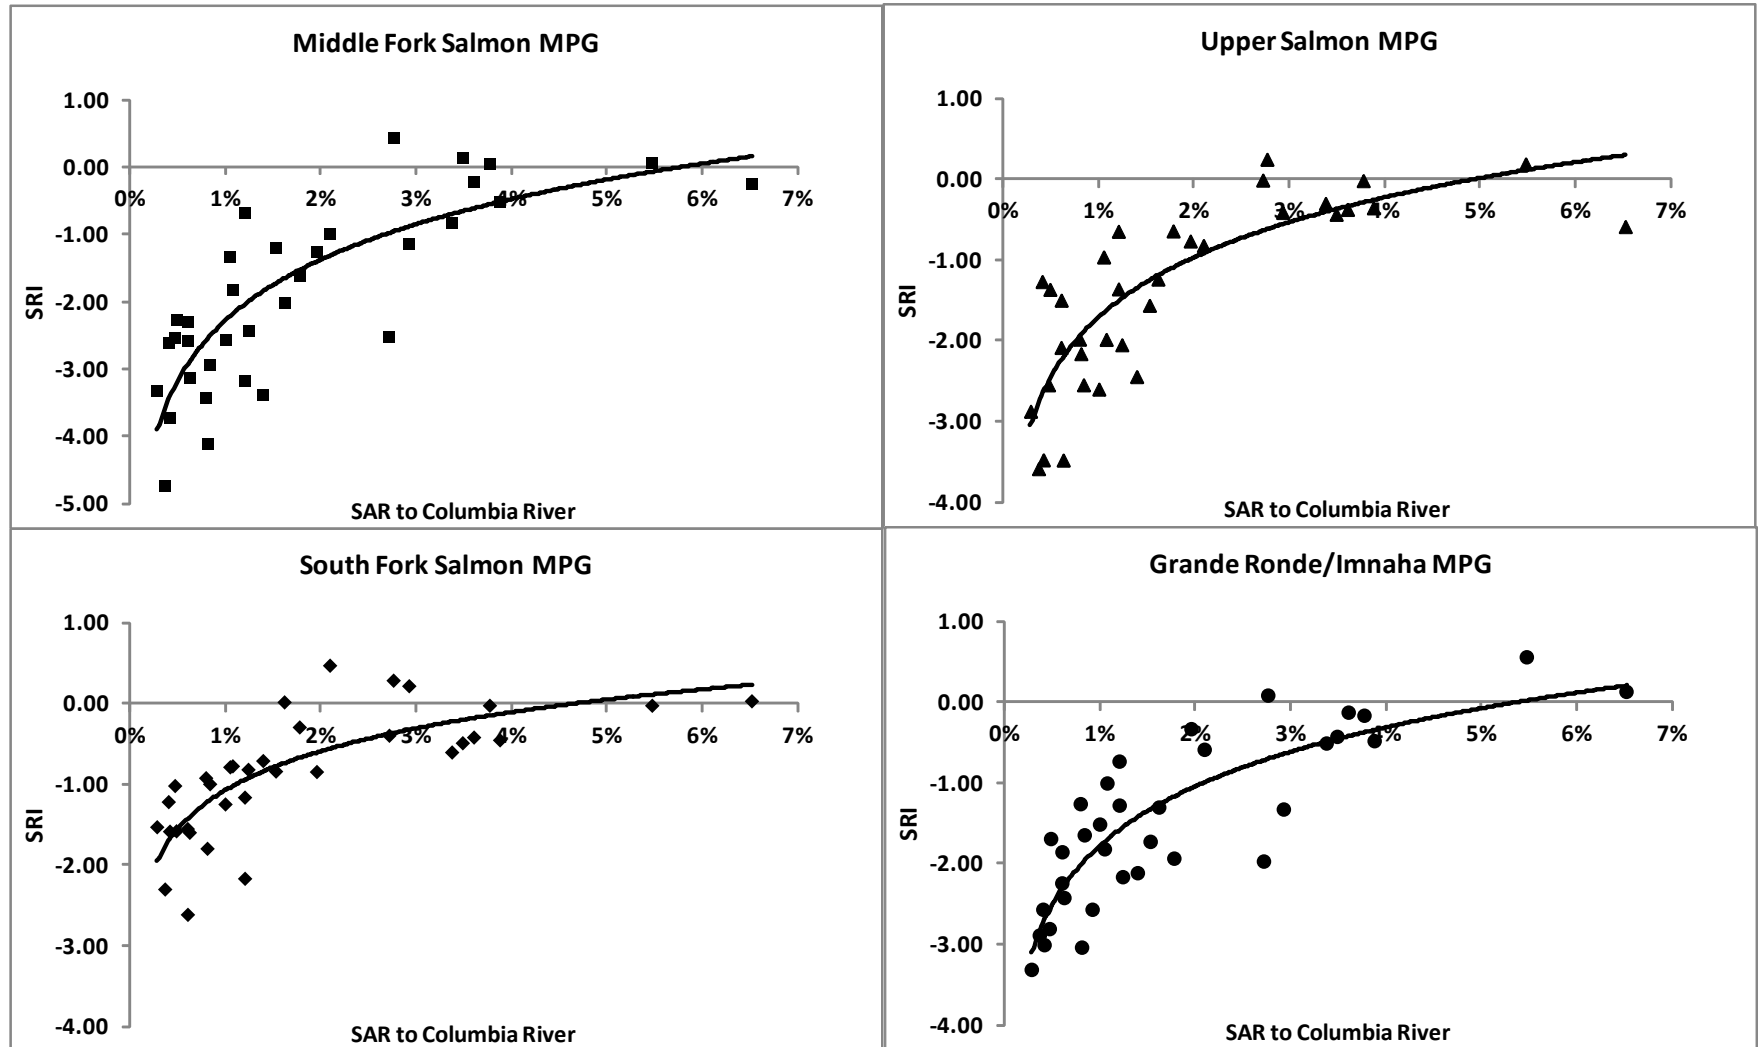 Middle Fork Salmon MPG
1.00
0.00
0% 1% 2% 3% 4% 5% 6% 7%
-1.00
-2.00
-3.00
-4.00
-5.00
SRI
SAR to Columbia River
Upper Salmon MPG
1.00
0.00
0% 1% 2% 3% 4% 5% 6% 7%
-1.00
-2.00
-3.00
-4.00
SRI
SAR to Columbia River
South Fork Salmon MPG
1.00
0.00
0% 1% 2% 3% 4% 5% 6% 7%
-1.00
-2.00
-3.00
-4.00
SRI
SAR to Columbia River
Grande Ronde/Imnaha MPG
1.00
0.00
0% 1% 2% 3% 4% 5% 6% 7%
-1.00
-2.00
-3.00
-4.00
SRI
SAR to Columbia River